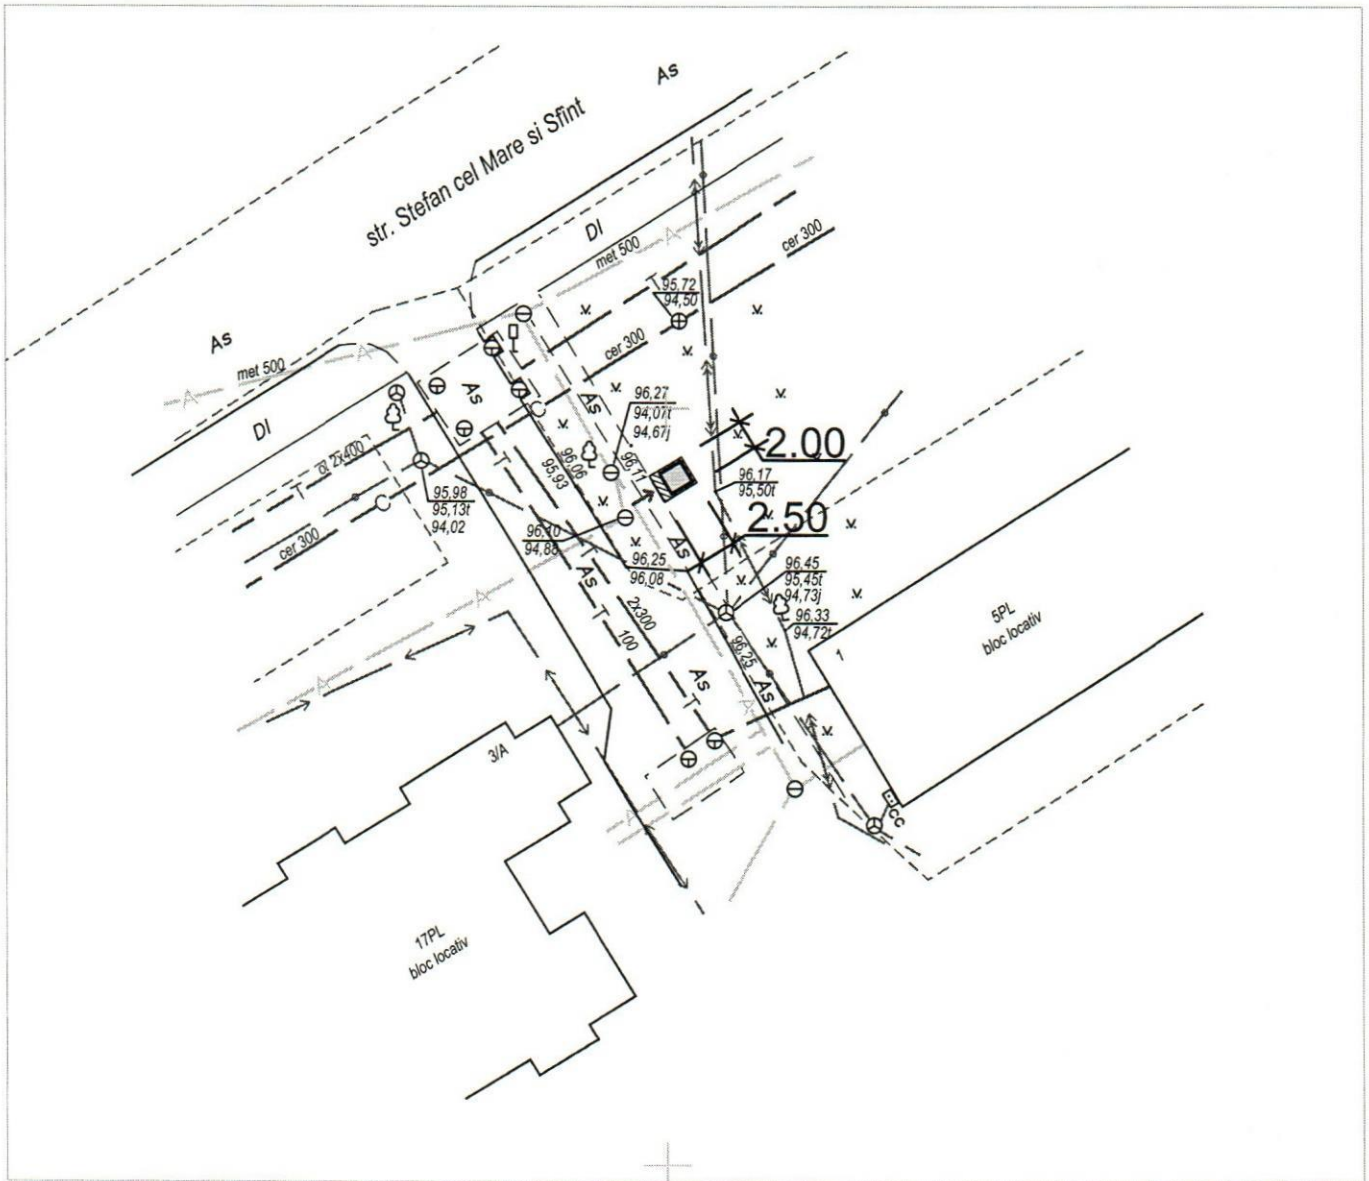 As
str. Stefan cel Mare si Sfint
DI
met 500
cer 300
95,72
94,50
As
met 500
A
A
A
DI
cer 300
As
As
96,27
94,07t
94,67j
2.00
ol 2x400
T
C
C
96,06
95,93
96,11
96,17
95,50t
95,98
95,13t
94,02
cer 300
96,10
94,88
2.50
As
96,25
96,08
96,45
95,45t
94,73j
As
A
2x300
100
96,33
94,72t
5PL
bloc locativ
1
96,25
As
As
A
A
3/A
A
CC
17PL
bloc locativ